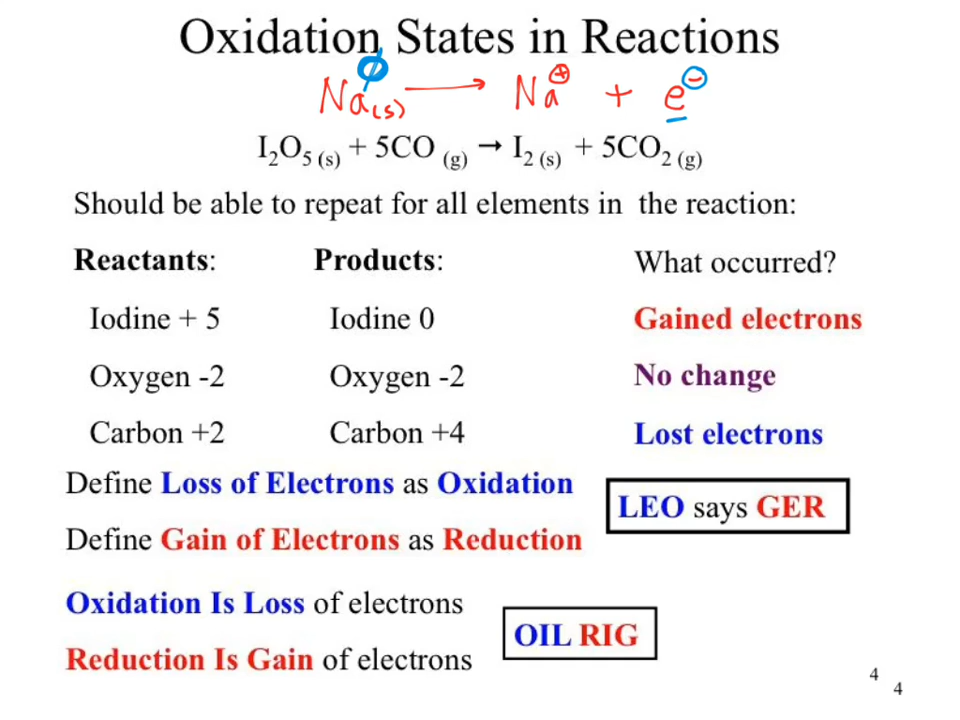 Oxidation States in Reactions
Na⁰(s) → Na⊕ + e⊖
I₂O₅ (s) + 5CO (g) → I₂ (s) + 5CO₂ (g)
Should be able to repeat for all elements in the reaction:
Reactants: Products: What occurred?
Iodine + 5 Iodine 0 Gained electrons
Oxygen -2 Oxygen -2 No change
Carbon +2 Carbon +4 Lost electrons
Define Loss of Electrons as Oxidation
LEO says GER
Define Gain of Electrons as Reduction
Oxidation Is Loss of electrons
OIL RIG
Reduction Is Gain of electrons
4
4